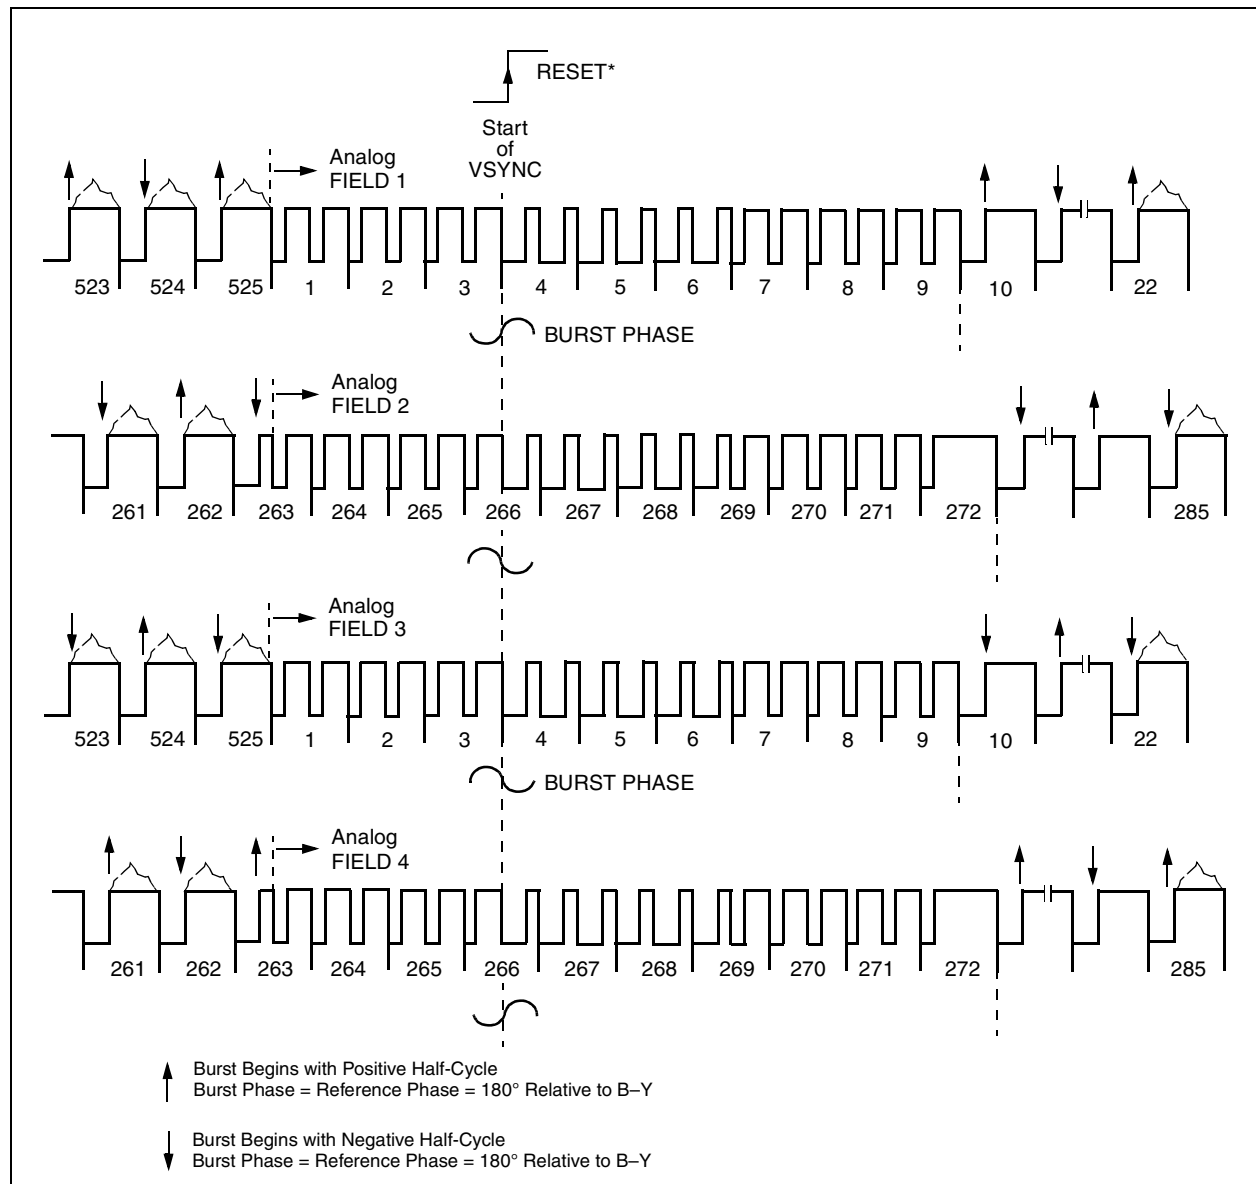 RESET*
Start
of
VSYNC
Analog
FIELD 1
523 524 525 1 2 3 4 5 6 7 8 9 10 22
BURST PHASE
Analog
FIELD 2
261 262 263 264 265 266 267 268 269 270 271 272 285
Analog
FIELD 3
523 524 525 1 2 3 4 5 6 7 8 9 10 22
BURST PHASE
Analog
FIELD 4
261 262 263 264 265 266 267 268 269 270 271 272 285
Burst Begins with Positive Half-Cycle
Burst Phase = Reference Phase = 180° Relative to B–Y
Burst Begins with Negative Half-Cycle
Burst Phase = Reference Phase = 180° Relative to B–Y